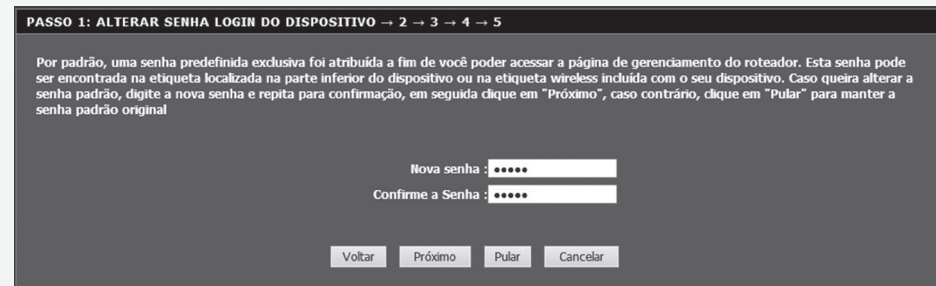 PASSO 1: ALTERAR SENHA LOGIN DO DISPOSITIVO → 2 → 3 → 4 → 5
Por padrão, uma senha predefinida exclusiva foi atribuída a fim de você poder acessar a página de gerenciamento do roteador. Esta senha pode
ser encontrada na etiqueta localizada na parte inferior do dispositivo ou na etiqueta wireless incluída com o seu dispositivo. Caso queira alterar a
senha padrão, digite a nova senha e repita para confirmação, em seguida clique em "Próximo", caso contrário, clique em "Pular" para manter a
senha padrão original
Nova senha : •••••
Confirme a Senha : •••••
Voltar Próximo Pular Cancelar